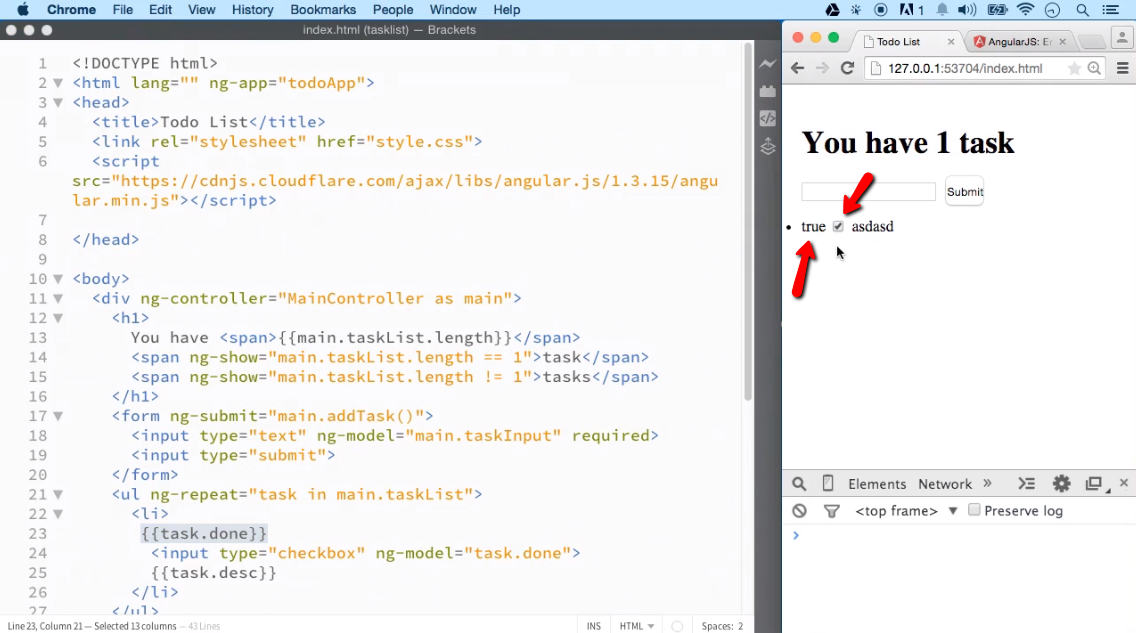 Chrome File Edit View History Bookmarks People Window Help
1
index.html (tasklist) — Brackets
1 <!DOCTYPE html>
2 <html lang="" ng-app="todoApp">
3 <head>
4 <title>Todo List</title>
5 <link rel="stylesheet" href="style.css">
6 <script
src="https://cdnjs.cloudflare.com/ajax/libs/angular.js/1.3.15/angu
lar.min.js"></script>
7
8 </head>
9
10 <body>
11 <div ng-controller="MainController as main">
12 <h1>
13 You have <span>{{main.taskList.length}}</span>
14 <span ng-show="main.taskList.length == 1">task</span>
15 <span ng-show="main.taskList.length != 1">tasks</span>
16 </h1>
17 <form ng-submit="main.addTask()">
18 <input type="text" ng-model="main.taskInput" required>
19 <input type="submit">
20 </form>
21 <ul ng-repeat="task in main.taskList">
22 <li>
23 {{task.done}}
24 <input type="checkbox" ng-model="task.done">
25 {{task.desc}}
26 </li>
27 </ul>
Line 23, Column 21 — Selected 13 columns — 43 Lines
INS HTML Spaces: 2
Todo List
AngularJS: Er
127.0.0.1:53704/index.html
You have 1 task
Submit
• true asdasd
Elements Network »
<top frame> Preserve log
>